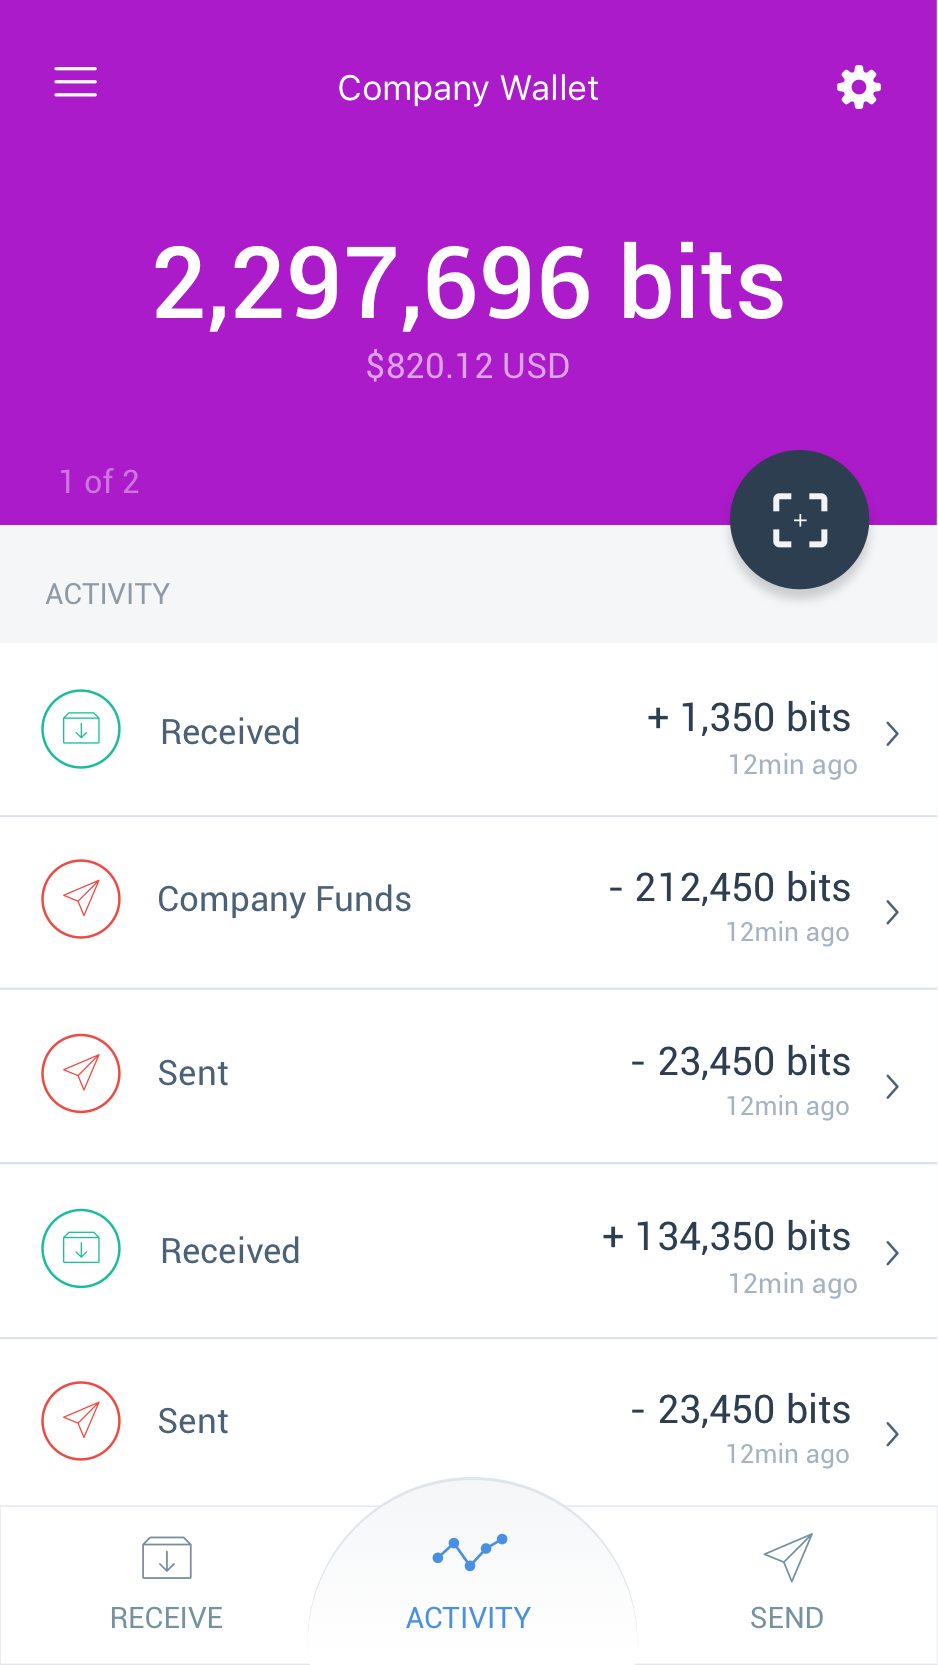 Company Wallet
2,297,696 bits
$820.12 USD
1 of 2
ACTIVITY
Received
+ 1,350 bits
12min ago
Company Funds
- 212,450 bits
12min ago
Sent
- 23,450 bits
12min ago
Received
+ 134,350 bits
12min ago
Sent
- 23,450 bits
12min ago
RECEIVE
ACTIVITY
SEND